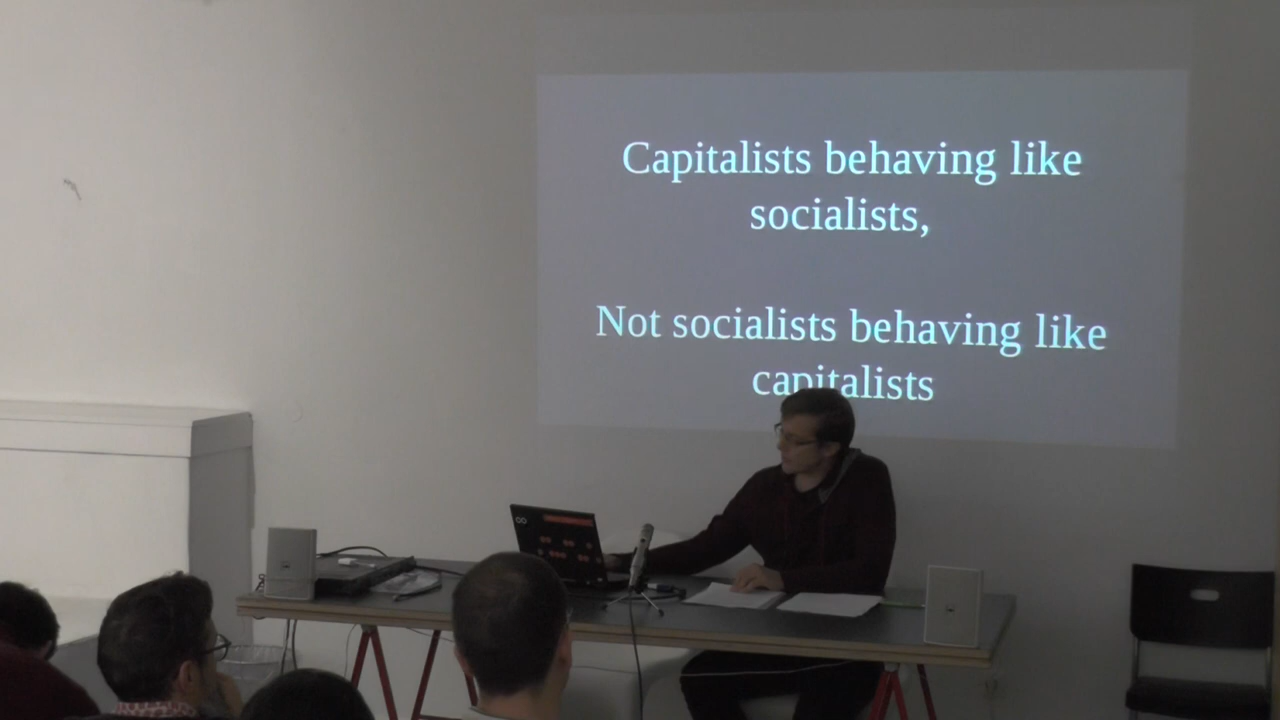 Capitalists behaving like
socialists,
Not socialists behaving like
capitalists